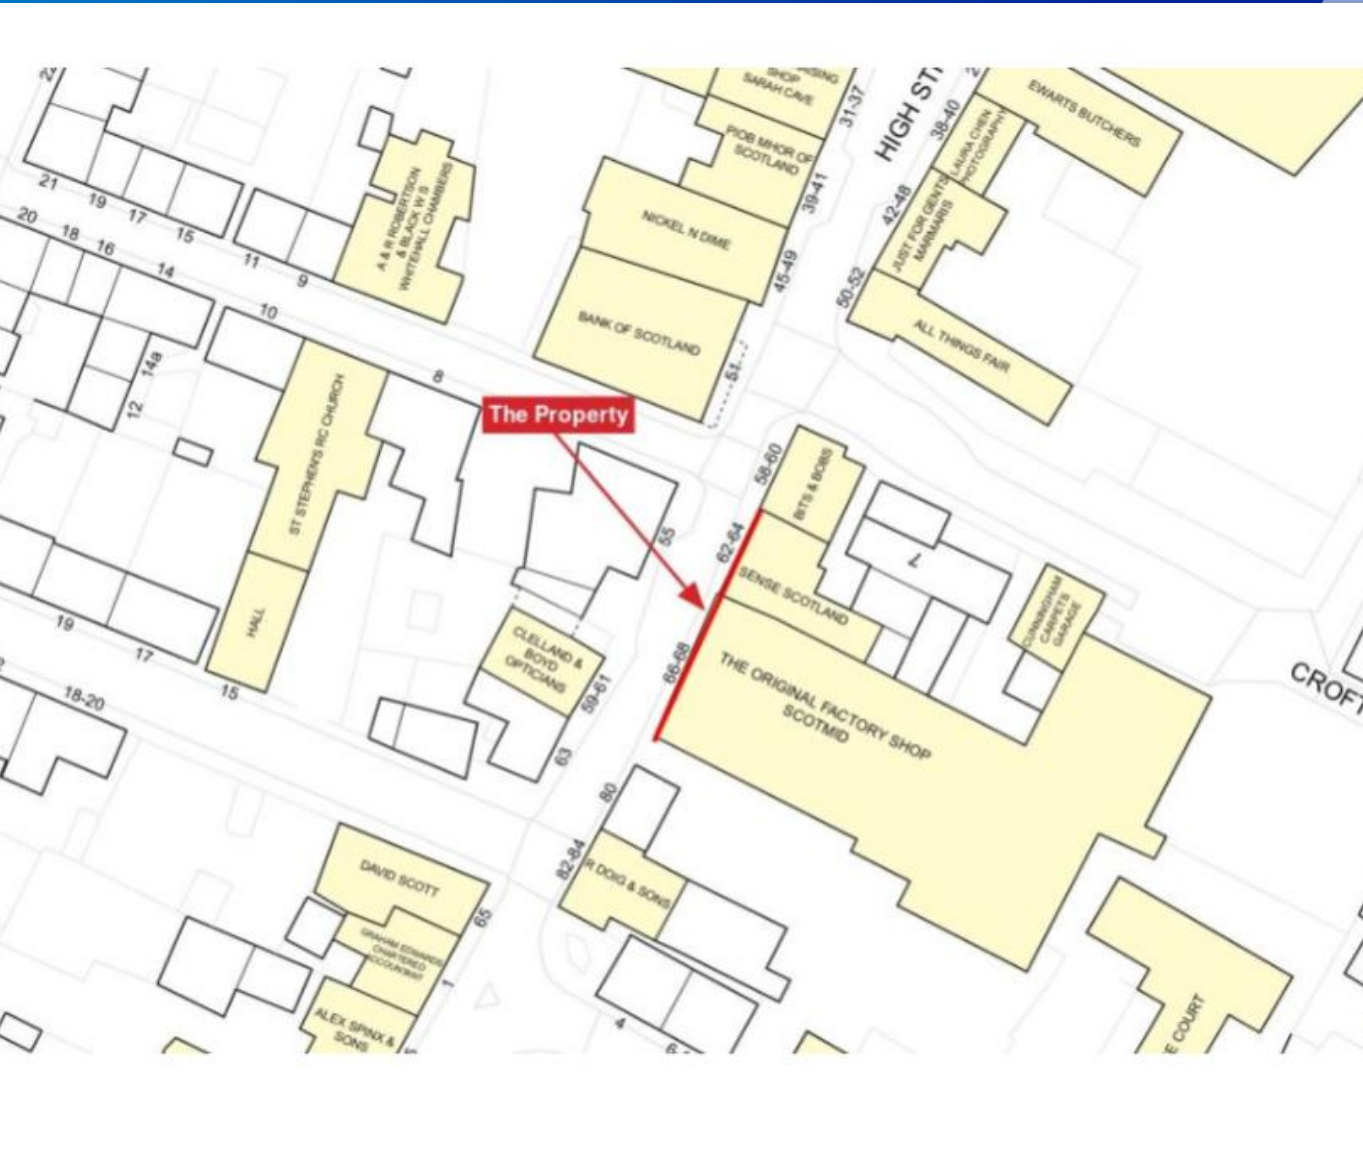 SHOP
SARAH CAVE
31-37
HIGH
38-40
EWARTS BUTCHERS
PIOB MHOR OF
SCOTLAND
39-41
42-48
JUST FOR GENTS
MARMARIS
21
19
17
15
11
9
A & R ROBERTSON
& BLACK W S
WHITEHALL CHAMBERS
NICKEL N DIME
45-49
50-52
BANK OF SCOTLAND
ALL THINGS FAIR
51
20
18
16
14
10
8
14a
12
ST STEPHEN'S RC CHURCH
HALL
The Property
58-60
BITS & BOBS
55
62-64
SENSE SCOTLAND
7
CUNNINGHAM
CARPETS
GARAGE
CROFT
CLELLAND &
BOYD
OPTICIANS
59-61
63
66-68
THE ORIGINAL FACTORY SHOP
SCOTMID
19
17
15
18-20
80
82-84
R DOIG & SONS
DAVID SCOTT
65
GRAHAM EDWARDS
CHARTERED
ACCOUNTANT
1
ALEX SPINX &
SONS
4
COURT